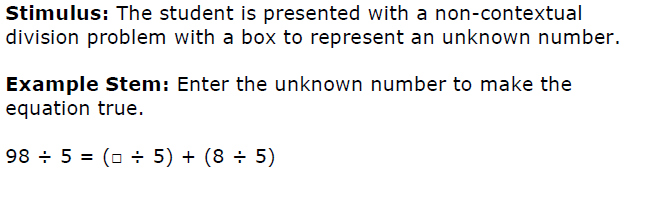 Stimulus: The student is presented with a non-contextual
division problem with a box to represent an unknown number.
Example Stem: Enter the unknown number to make the
equation true.
98 ÷ 5 = (□ ÷ 5) + (8 ÷ 5)